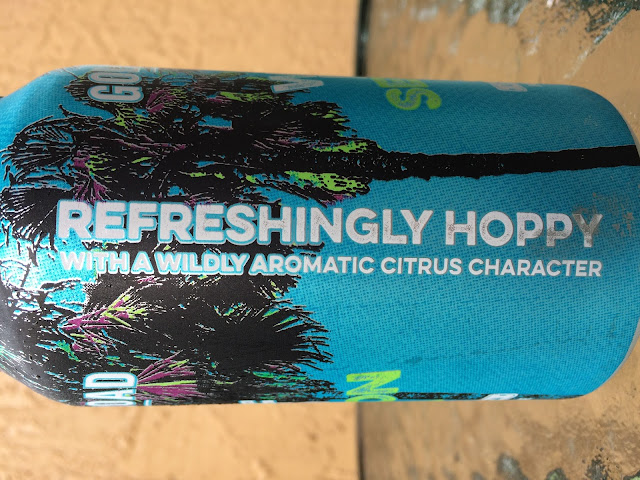 REFRESHINGLY HOPPY
WITH A WILDLY AROMATIC CITRUS CHARACTER